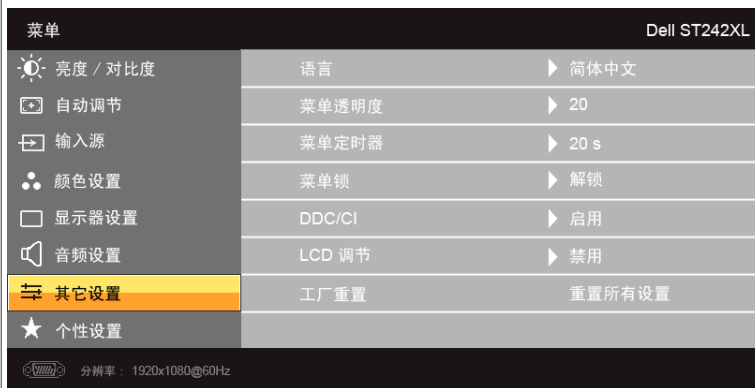 菜单 Dell ST242XL
亮度 / 对比度 语言 简体中文
自动调节 菜单透明度 20
输入源 菜单定时器 20 s
颜色设置 菜单锁 解锁
显示器设置 DDC/CI 启用
音频设置 LCD 调节 禁用
其它设置 工厂重置 重置所有设置
个性设置
分辨率： 1920x1080@60Hz